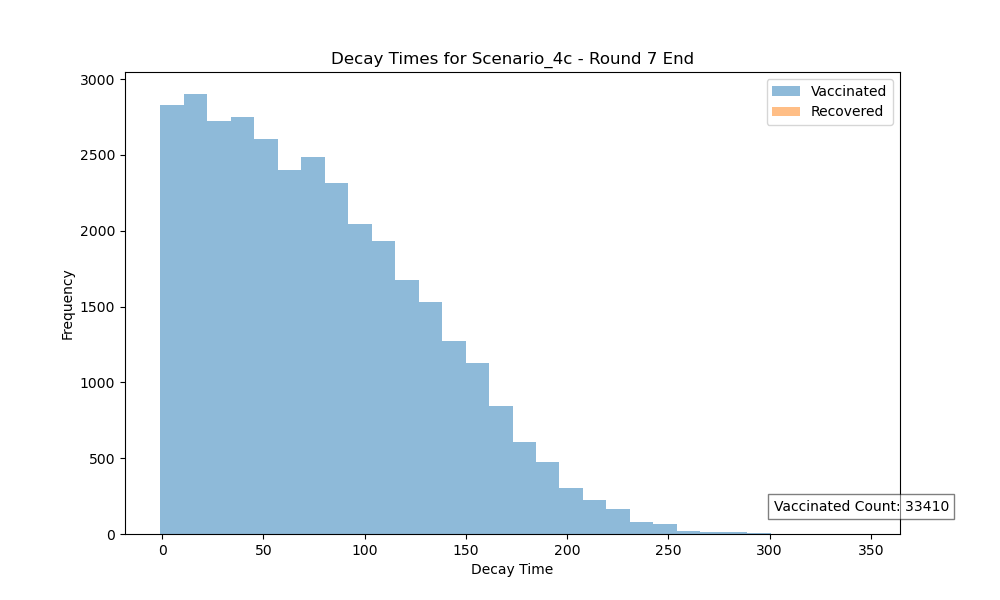 Decay Times for Scenario_4c - Round 7 End
Vaccinated
Recovered
3000
2500
2000
1500
1000
500
0
Frequency
Vaccinated Count: 33410
0 50 100 150 200 250 300 350
Decay Time